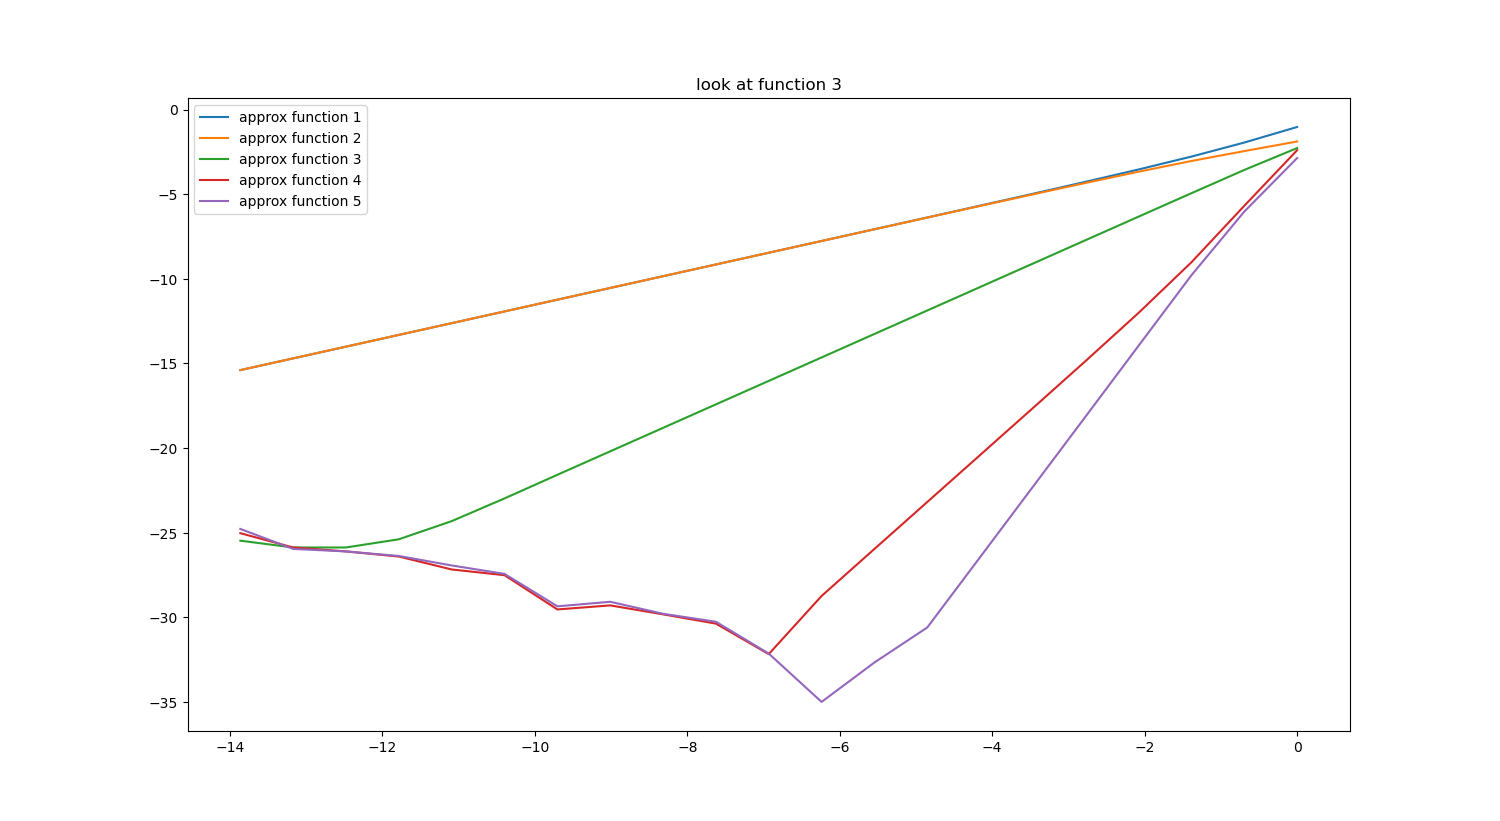 look at function 3
approx function 1
approx function 2
approx function 3
approx function 4
approx function 5
0
−5
−10
−15
−20
−25
−30
−35
−14 −12 −10 −8 −6 −4 −2 0